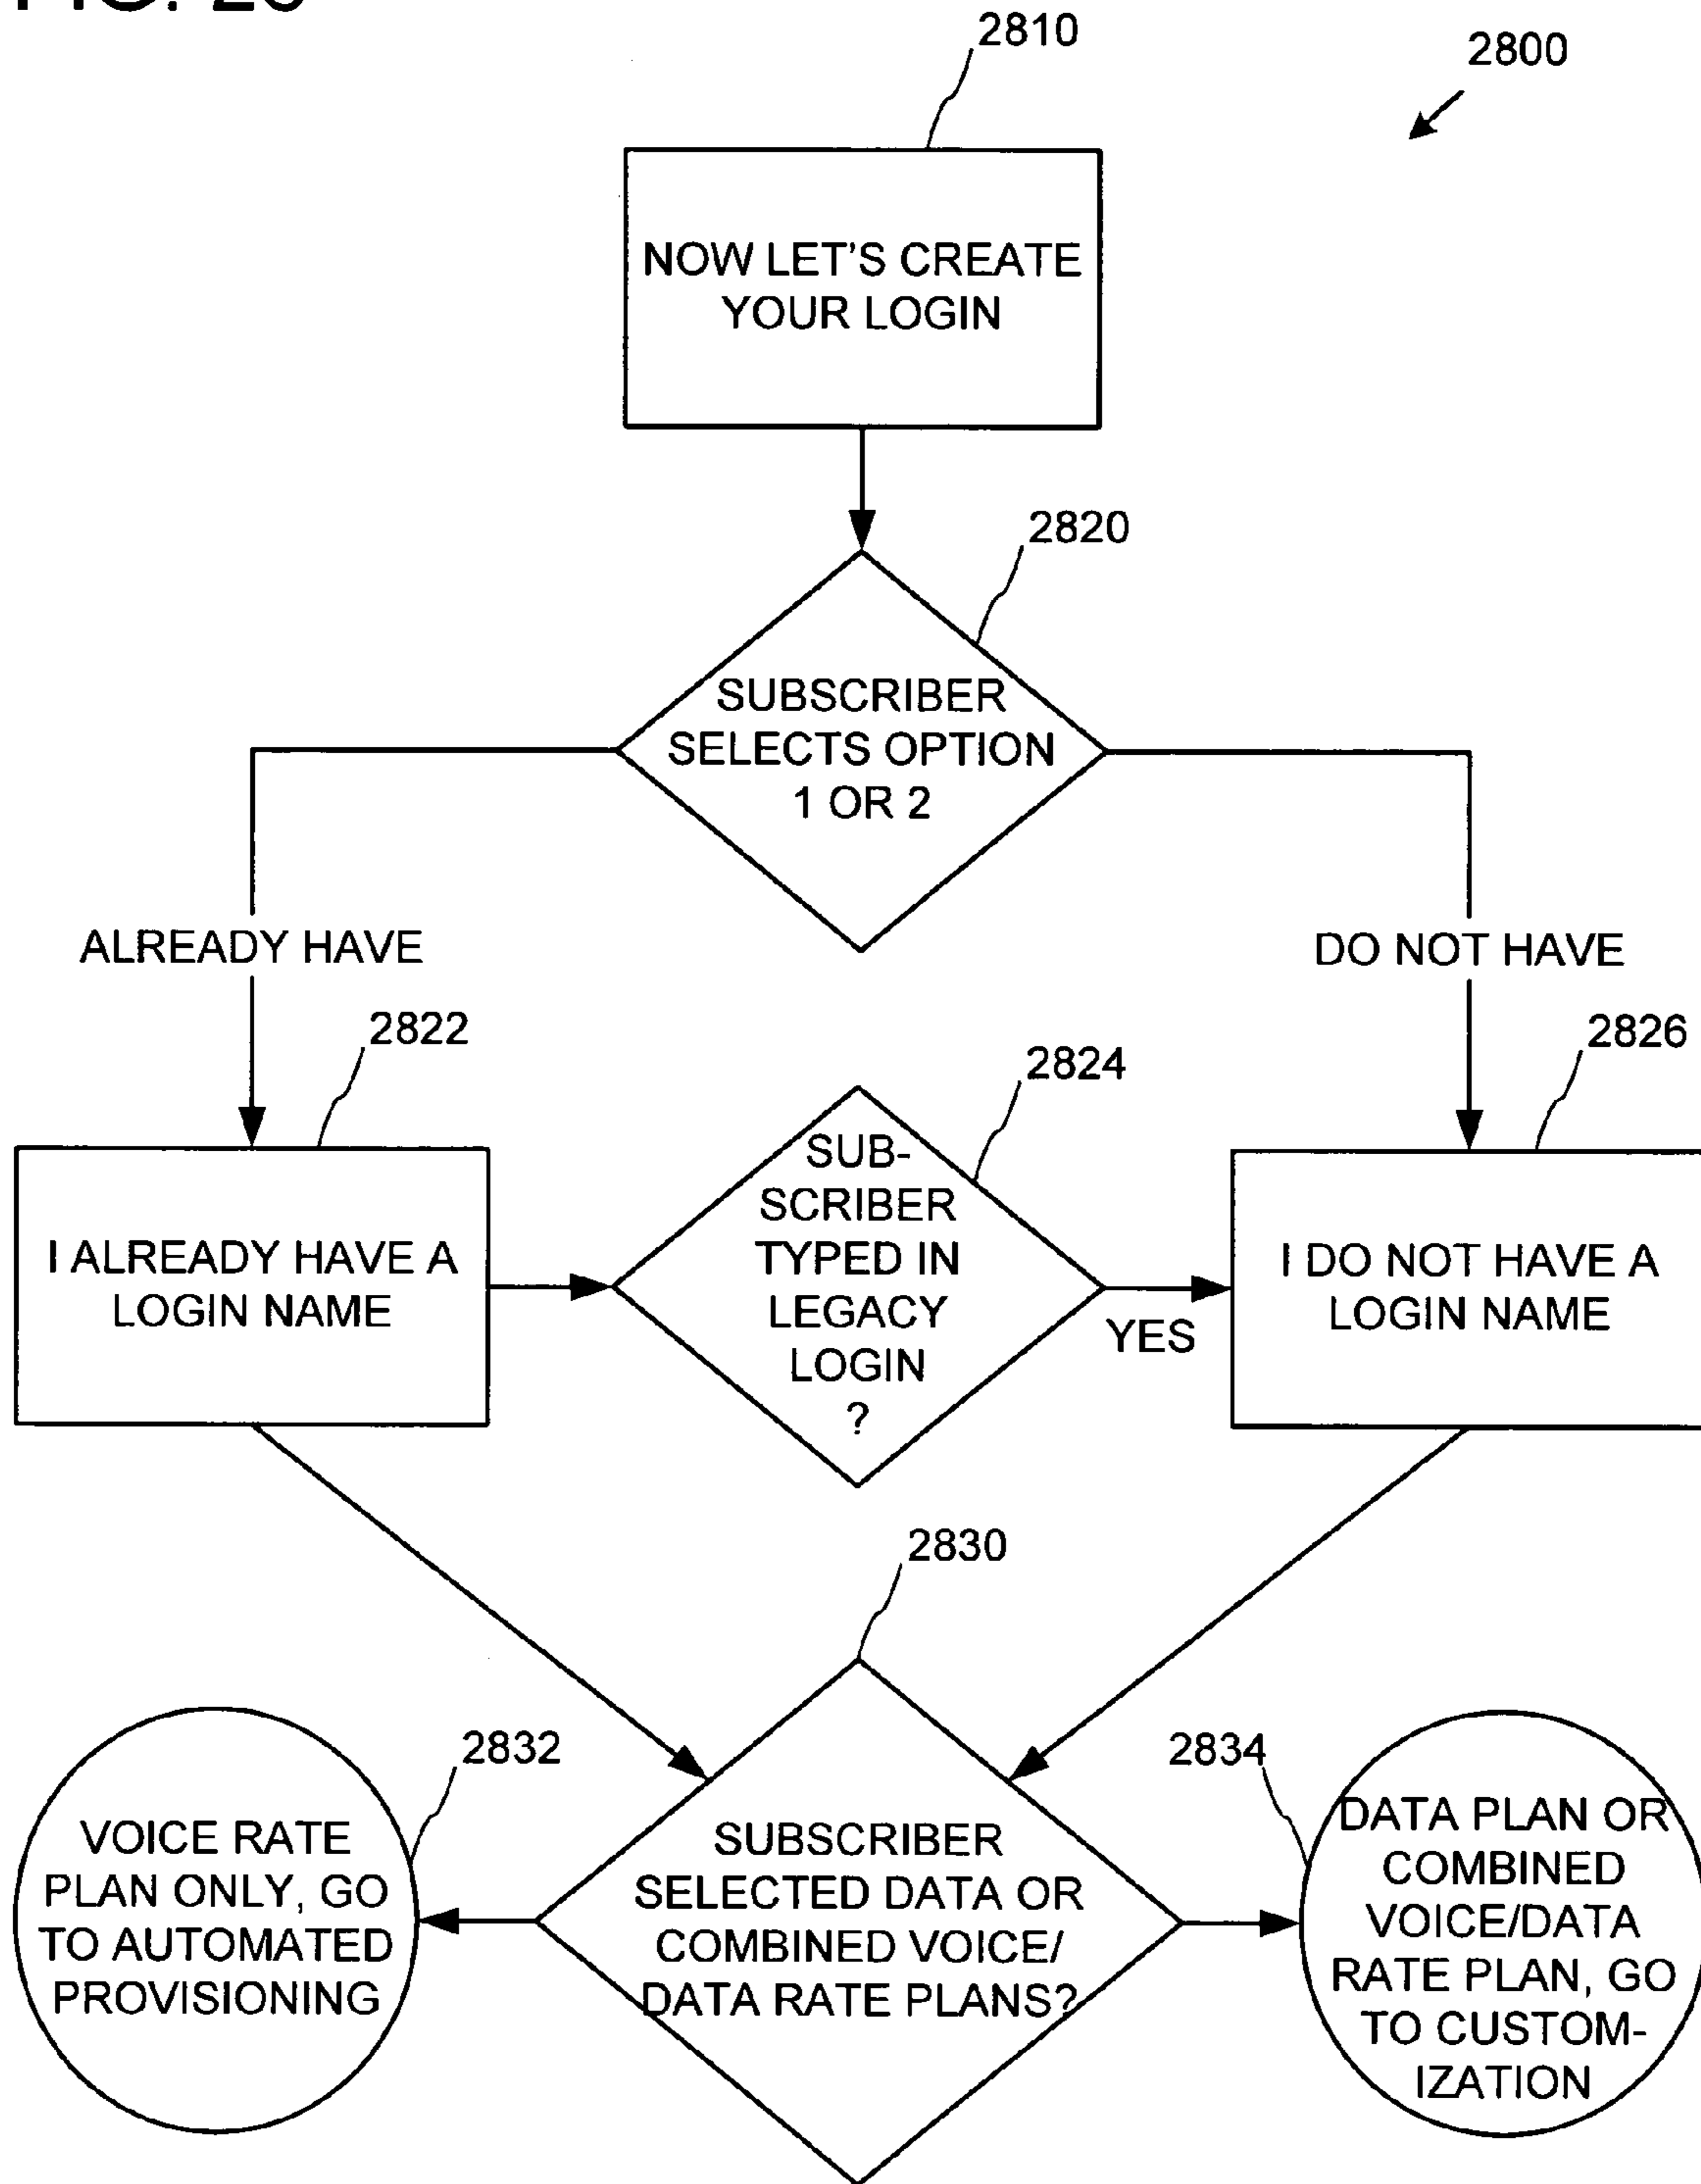 2810
2800
NOW LET'S CREATE
YOUR LOGIN
2820
SUBSCRIBER
SELECTS OPTION
1 OR 2
ALREADY HAVE
DO NOT HAVE
2822
2824
2826
I ALREADY HAVE A
LOGIN NAME
SUB-
SCRIBER
TYPED IN
LEGACY
LOGIN
?
YES
I DO NOT HAVE A
LOGIN NAME
2830
2832
2834
VOICE RATE
PLAN ONLY, GO
TO AUTOMATED
PROVISIONING
SUBSCRIBER
SELECTED DATA OR
COMBINED VOICE/
DATA RATE PLANS?
DATA PLAN OR
COMBINED
VOICE/DATA
RATE PLAN, GO
TO CUSTOM-
IZATION